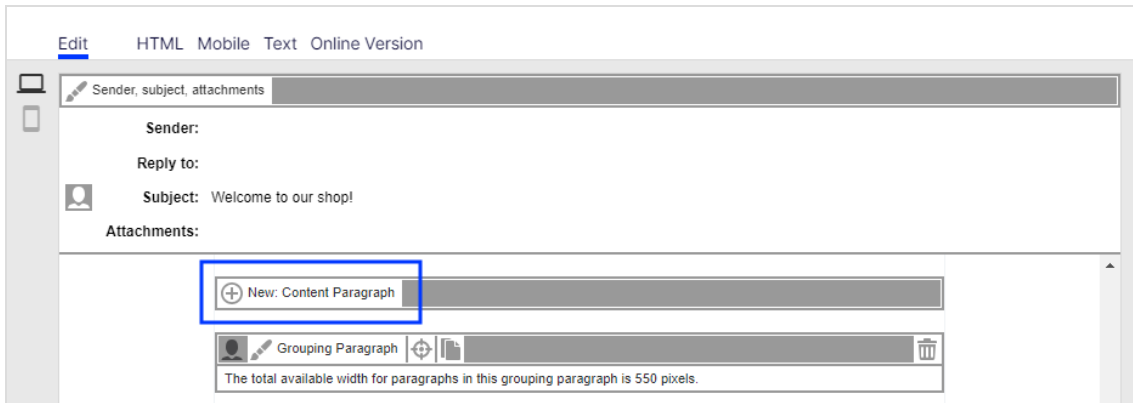 Edit HTML Mobile Text Online Version
Sender, subject, attachments
Sender:
Reply to:
Subject: Welcome to our shop!
Attachments:
New: Content Paragraph
Grouping Paragraph
The total available width for paragraphs in this grouping paragraph is 550 pixels.